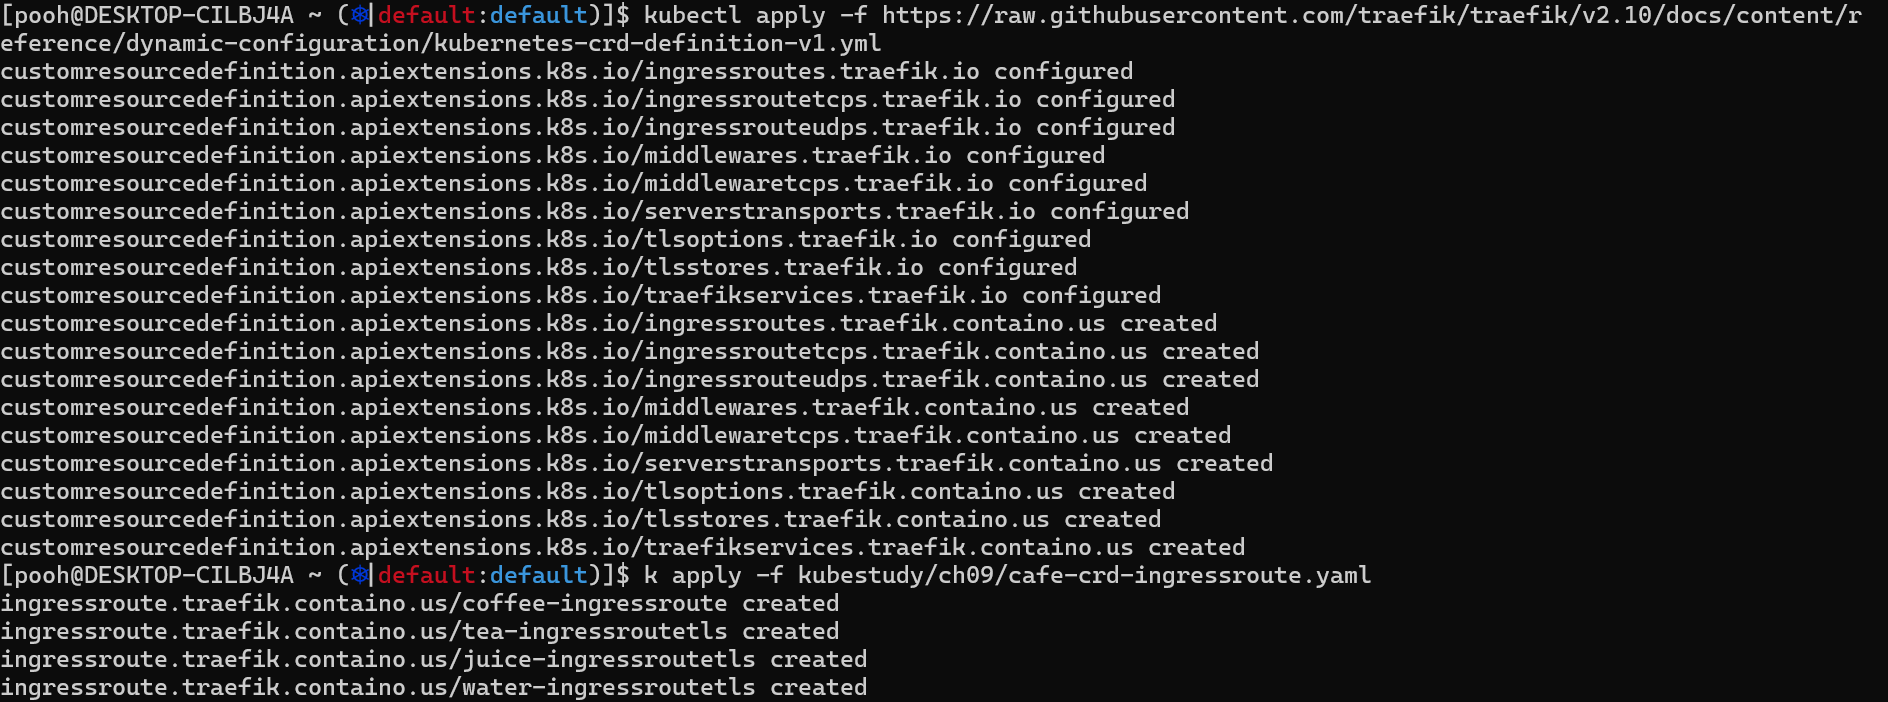 [pooh@DESKTOP-CILBJ4A ~ (☸|default:default)]$ kubectl apply -f https://raw.githubusercontent.com/traefik/traefik/v2.10/docs/content/r
eference/dynamic-configuration/kubernetes-crd-definition-v1.yml
customresourcedefinition.apiextensions.k8s.io/ingressroutes.traefik.io configured
customresourcedefinition.apiextensions.k8s.io/ingressroutetcps.traefik.io configured
customresourcedefinition.apiextensions.k8s.io/ingressrouteudps.traefik.io configured
customresourcedefinition.apiextensions.k8s.io/middlewares.traefik.io configured
customresourcedefinition.apiextensions.k8s.io/middlewaretcps.traefik.io configured
customresourcedefinition.apiextensions.k8s.io/serverstransports.traefik.io configured
customresourcedefinition.apiextensions.k8s.io/tlsoptions.traefik.io configured
customresourcedefinition.apiextensions.k8s.io/tlsstores.traefik.io configured
customresourcedefinition.apiextensions.k8s.io/traefikservices.traefik.io configured
customresourcedefinition.apiextensions.k8s.io/ingressroutes.traefik.containo.us created
customresourcedefinition.apiextensions.k8s.io/ingressroutetcps.traefik.containo.us created
customresourcedefinition.apiextensions.k8s.io/ingressrouteudps.traefik.containo.us created
customresourcedefinition.apiextensions.k8s.io/middlewares.traefik.containo.us created
customresourcedefinition.apiextensions.k8s.io/middlewaretcps.traefik.containo.us created
customresourcedefinition.apiextensions.k8s.io/serverstransports.traefik.containo.us created
customresourcedefinition.apiextensions.k8s.io/tlsoptions.traefik.containo.us created
customresourcedefinition.apiextensions.k8s.io/tlsstores.traefik.containo.us created
customresourcedefinition.apiextensions.k8s.io/traefikservices.traefik.containo.us created
[pooh@DESKTOP-CILBJ4A ~ (☸|default:default)]$ k apply -f kubestudy/ch09/cafe-crd-ingressroute.yaml
ingressroute.traefik.containo.us/coffee-ingressroute created
ingressroute.traefik.containo.us/tea-ingressroutetls created
ingressroute.traefik.containo.us/juice-ingressroutetls created
ingressroute.traefik.containo.us/water-ingressroutetls created